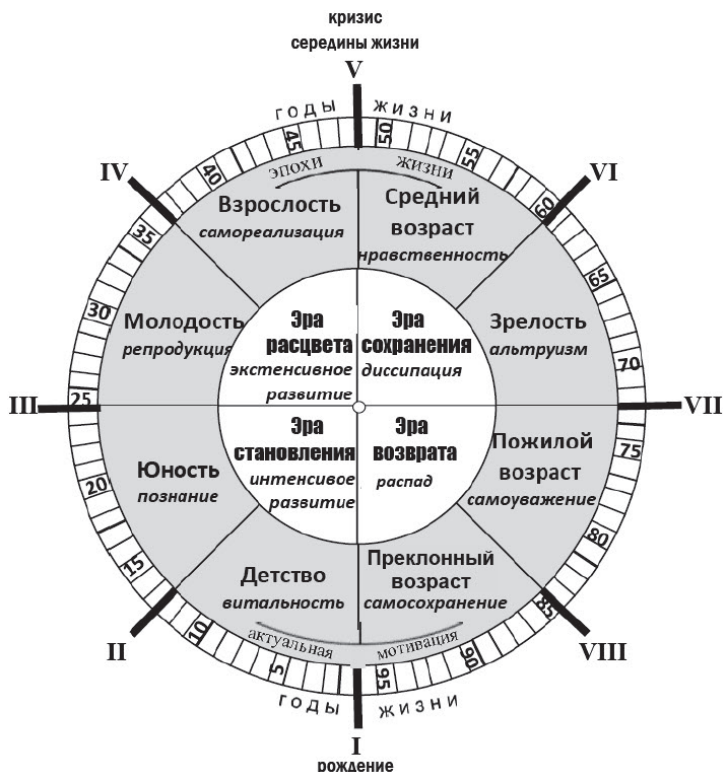 кризис
середины жизни
V
ГОДЫ ЖИЗНИ
45 50
40 55
эпохи жизни
IV VI
35 60
Взрослость
самореализация
Средний
возраст
нравственность
30 65
Молодость
репродукция
Эра
расцвета
экстенсивное
развитие
Эра
сохранения
диссипация
Зрелость
альтруизм
70
III 25 VII
75
Юность
познание
Эра
становления
интенсивое
развитие
Эра
возврата
распад
Пожилой
возраст
самоуважение
20 80
15 85
Детство
витальность
Преклонный
возраст
самосохранение
II VIII
актуальная мотивация
10 90
5 95
ГОДЫ ЖИЗНИ
I
рождение